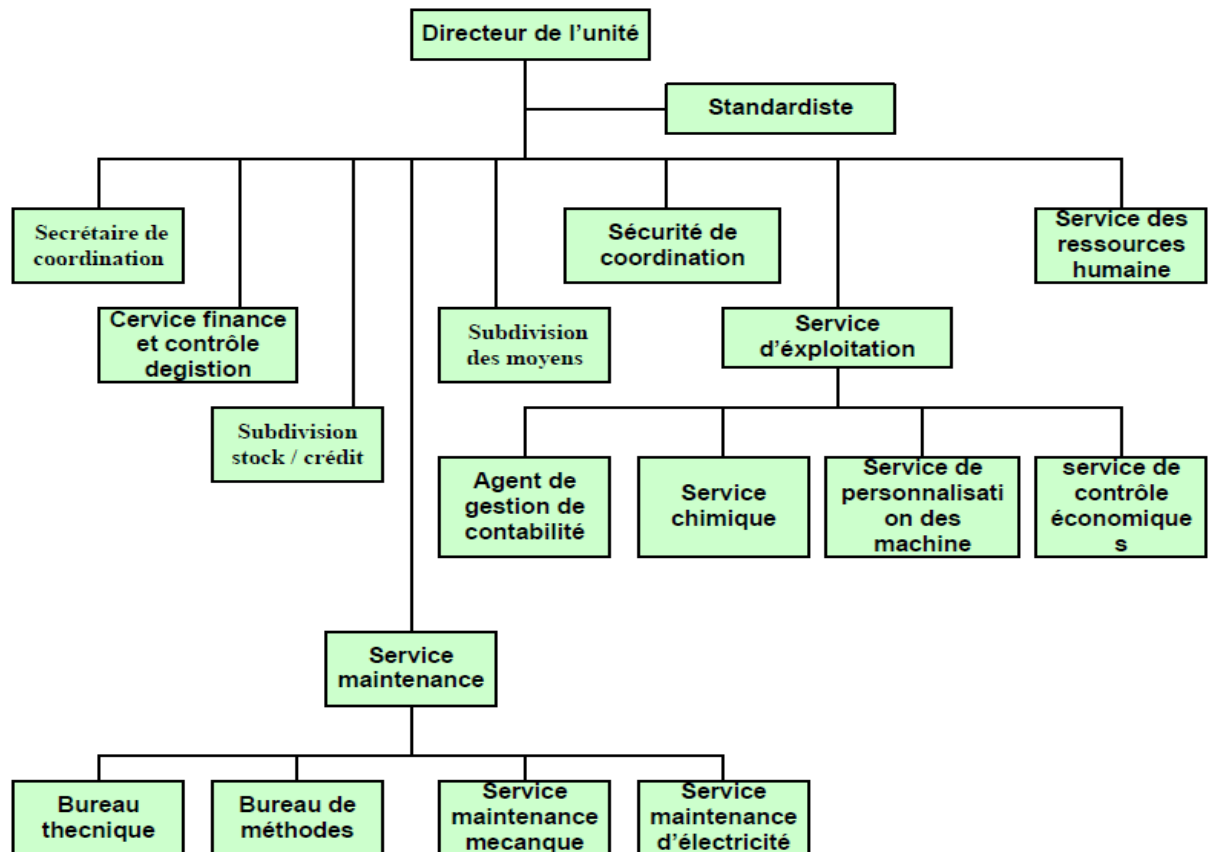 Directeur de l’unité
Standardiste
Secrétaire de
coordination
Sécurité de
coordination
Service des
ressources
humaine
Cervice finance
et contrôle
degistion
Subdivision
des moyens
Service
d’éxploitation
Subdivision
stock / crédit
Agent de
gestion de
contabilité
Service
chimique
Service de
personnalisati
on des
machine
service de
contrôle
économique
s
Service
maintenance
Bureau
thecnique
Bureau de
méthodes
Service
maintenance
mecanque
Service
maintenance
d’électricité